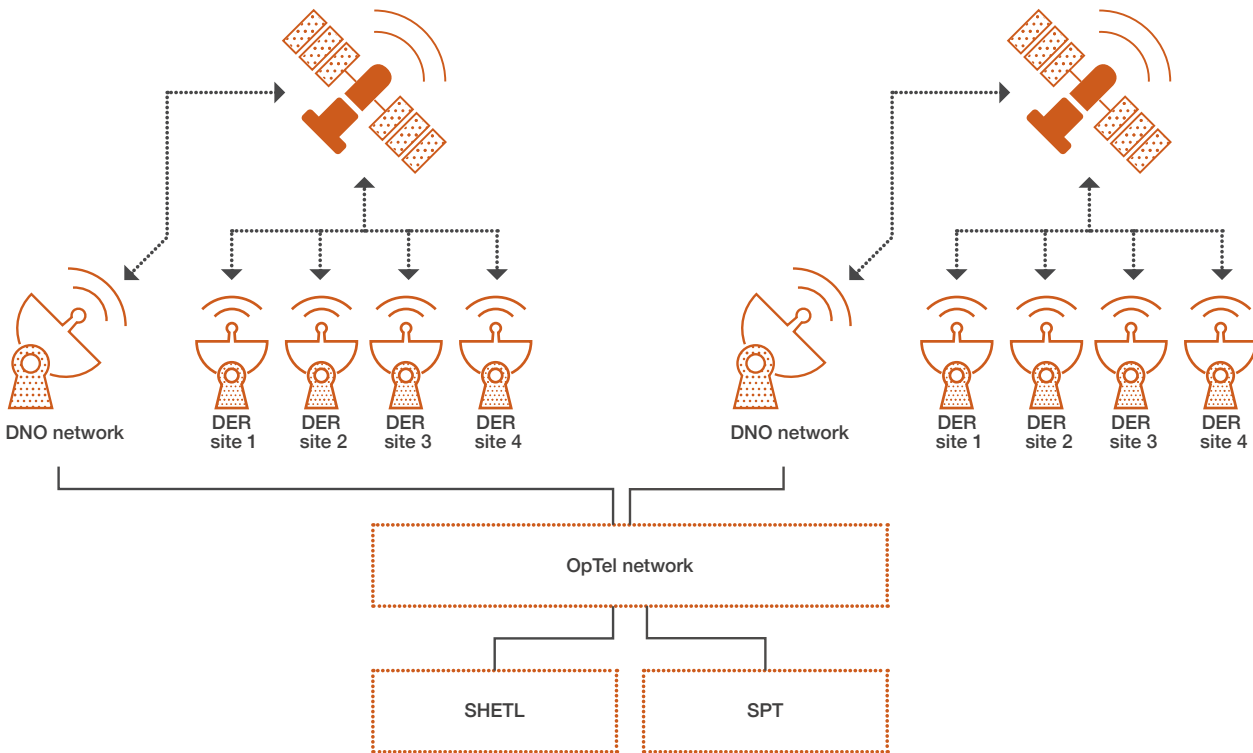 DNO network
DER
site 1
DER
site 2
DER
site 3
DER
site 4
DNO network
DER
site 1
DER
site 2
DER
site 3
DER
site 4
OpTel network
SHETL
SPT